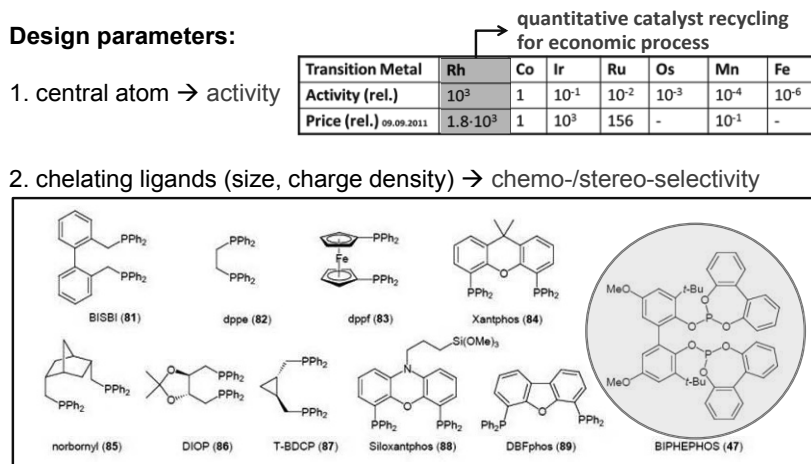 quantitative catalyst recycling
for economic process
Design parameters:
1. central atom → activity
Transition Metal Rh Co Ir Ru Os Mn Fe
Activity (rel.) 10³ 1 10⁻¹ 10⁻² 10⁻³ 10⁻⁴ 10⁻⁶
Price (rel.) 09.09.2011 1.8·10³ 1 10³ 156 - 10⁻¹ -
2. chelating ligands (size, charge density) → chemo-/stereo-selectivity
PPh₂
PPh₂
BISBI (81)
PPh₂
PPh₂
dppe (82)
PPh₂
Fe
PPh₂
dppf (83)
O
PPh₂ PPh₂
Xantphos (84)
MeO
t-Bu
O
O P
O
O P
O
O
MeO
t-Bu
BIPHEPHOS (47)
PPh₂
PPh₂
norbornyl (85)
O
O
PPh₂
PPh₂
DIOP (86)
PPh₂
PPh₂
T-BDCP (87)
Si(OMe)₃
N
O
PPh₂ PPh₂
Siloxantphos (88)
O
Ph₂P PPh₂
DBFphos (89)